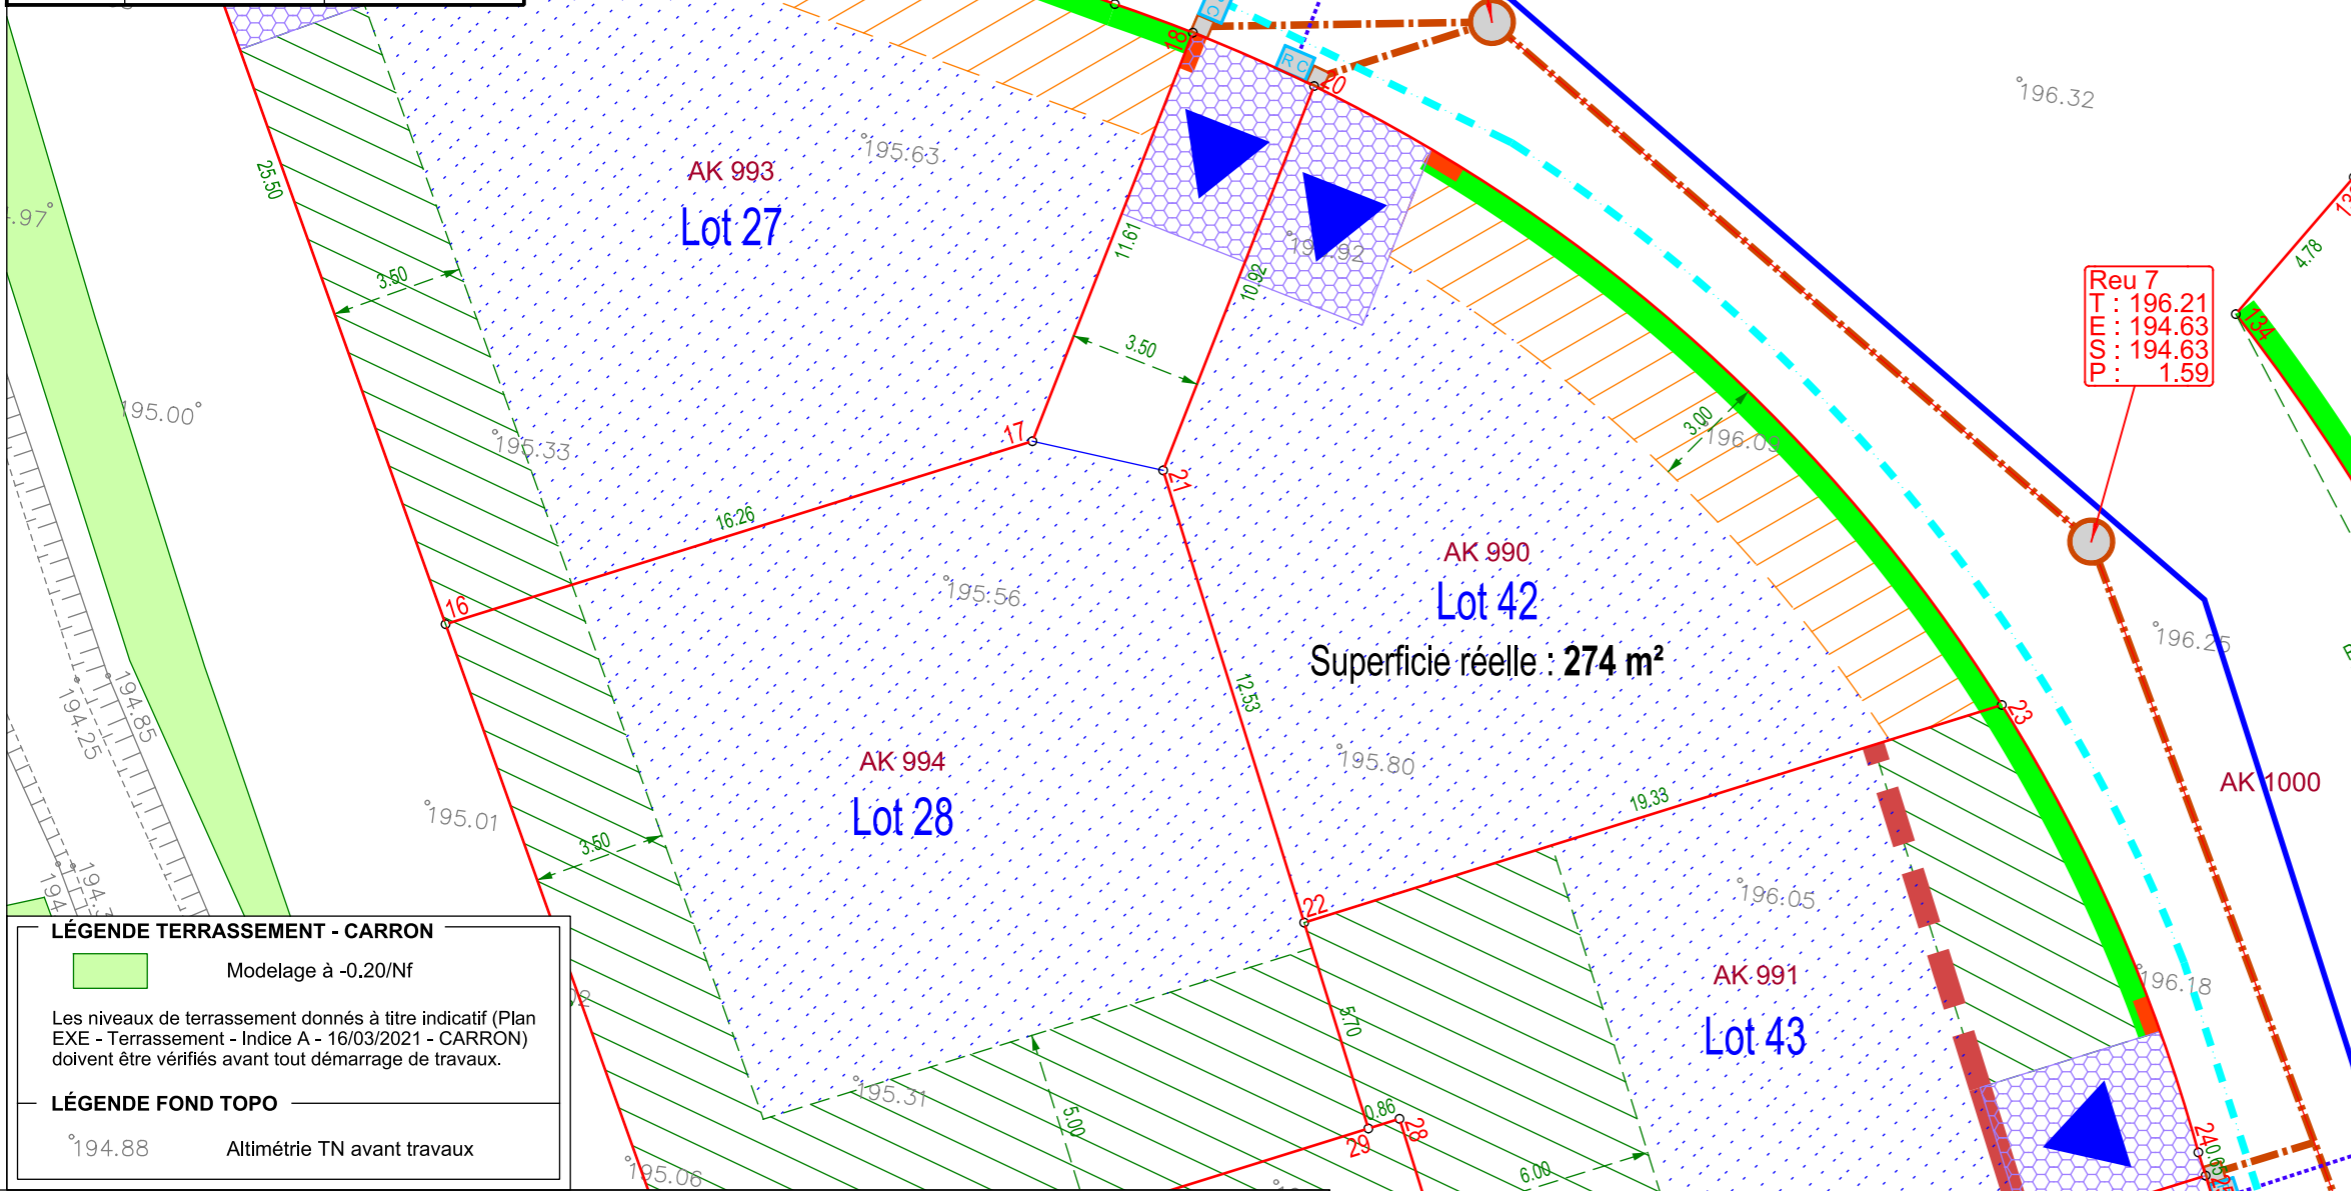 18
20
RC
196.32
195.63
AK 993
Lot 27
25.50
11.61
10.92
3.50
3.50
4.78
134
Reu 7
T : 196.21
E : 194.63
S : 194.63
P : 1.59
195.00
195.33
17
21
3.00
196.09
16.26
16
195.56
AK 990
Lot 42
Superficie réelle : 274 m²
196.25
12.53
23
194.85
194.25
AK 994
Lot 28
195.80
19.33
AK 1000
195.01
3.50
196.05
22
AK 991
Lot 43
196.18
5.70
195.31
5.00
0.86
29
28
6.00
24
195.06
LÉGENDE TERRASSEMENT - CARRON
Modelage à -0.20/Nf
Les niveaux de terrassement donnés à titre indicatif (Plan
EXE - Terrassement - Indice A - 16/03/2021 - CARRON)
doivent être vérifiés avant tout démarrage de travaux.
LÉGENDE FOND TOPO
194.88 Altimétrie TN avant travaux